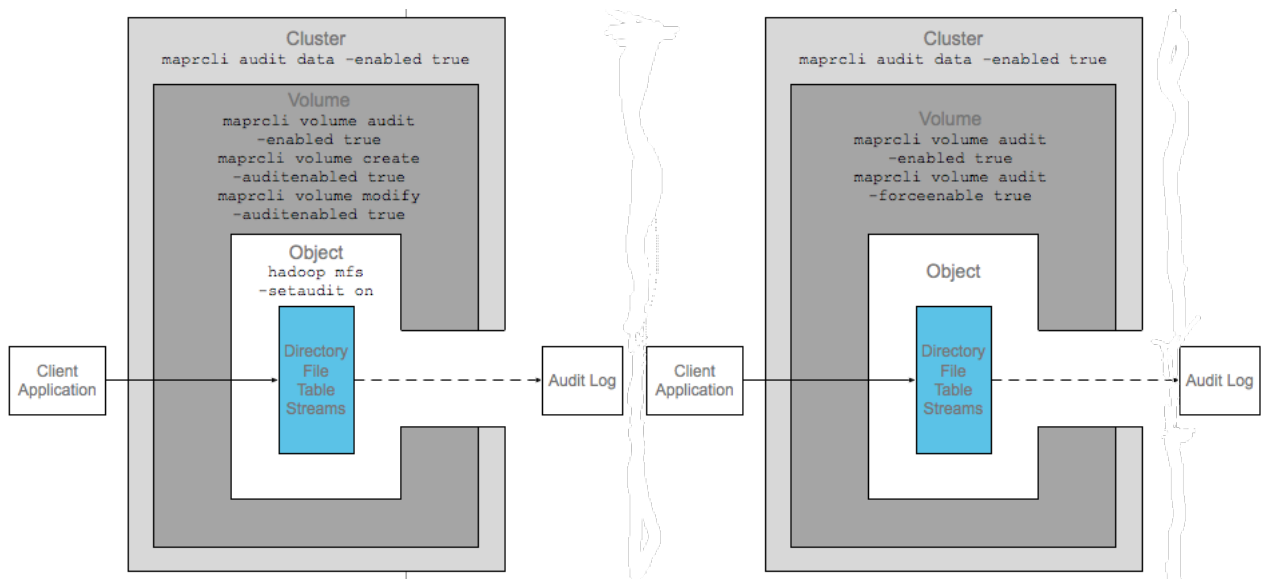 Cluster
maprcli audit data -enabled true
Volume
maprcli volume audit
-enabled true
maprcli volume create
-auditenabled true
maprcli volume modify
-auditenabled true
Object
hadoop mfs
-setaudit on
Client
Application
Directory
File
Table
Streams
Audit Log
Cluster
maprcli audit data -enabled true
Volume
maprcli volume audit
-enabled true
maprcli volume audit
-forceenable true
Object
Client
Application
Directory
File
Table
Streams
Audit Log